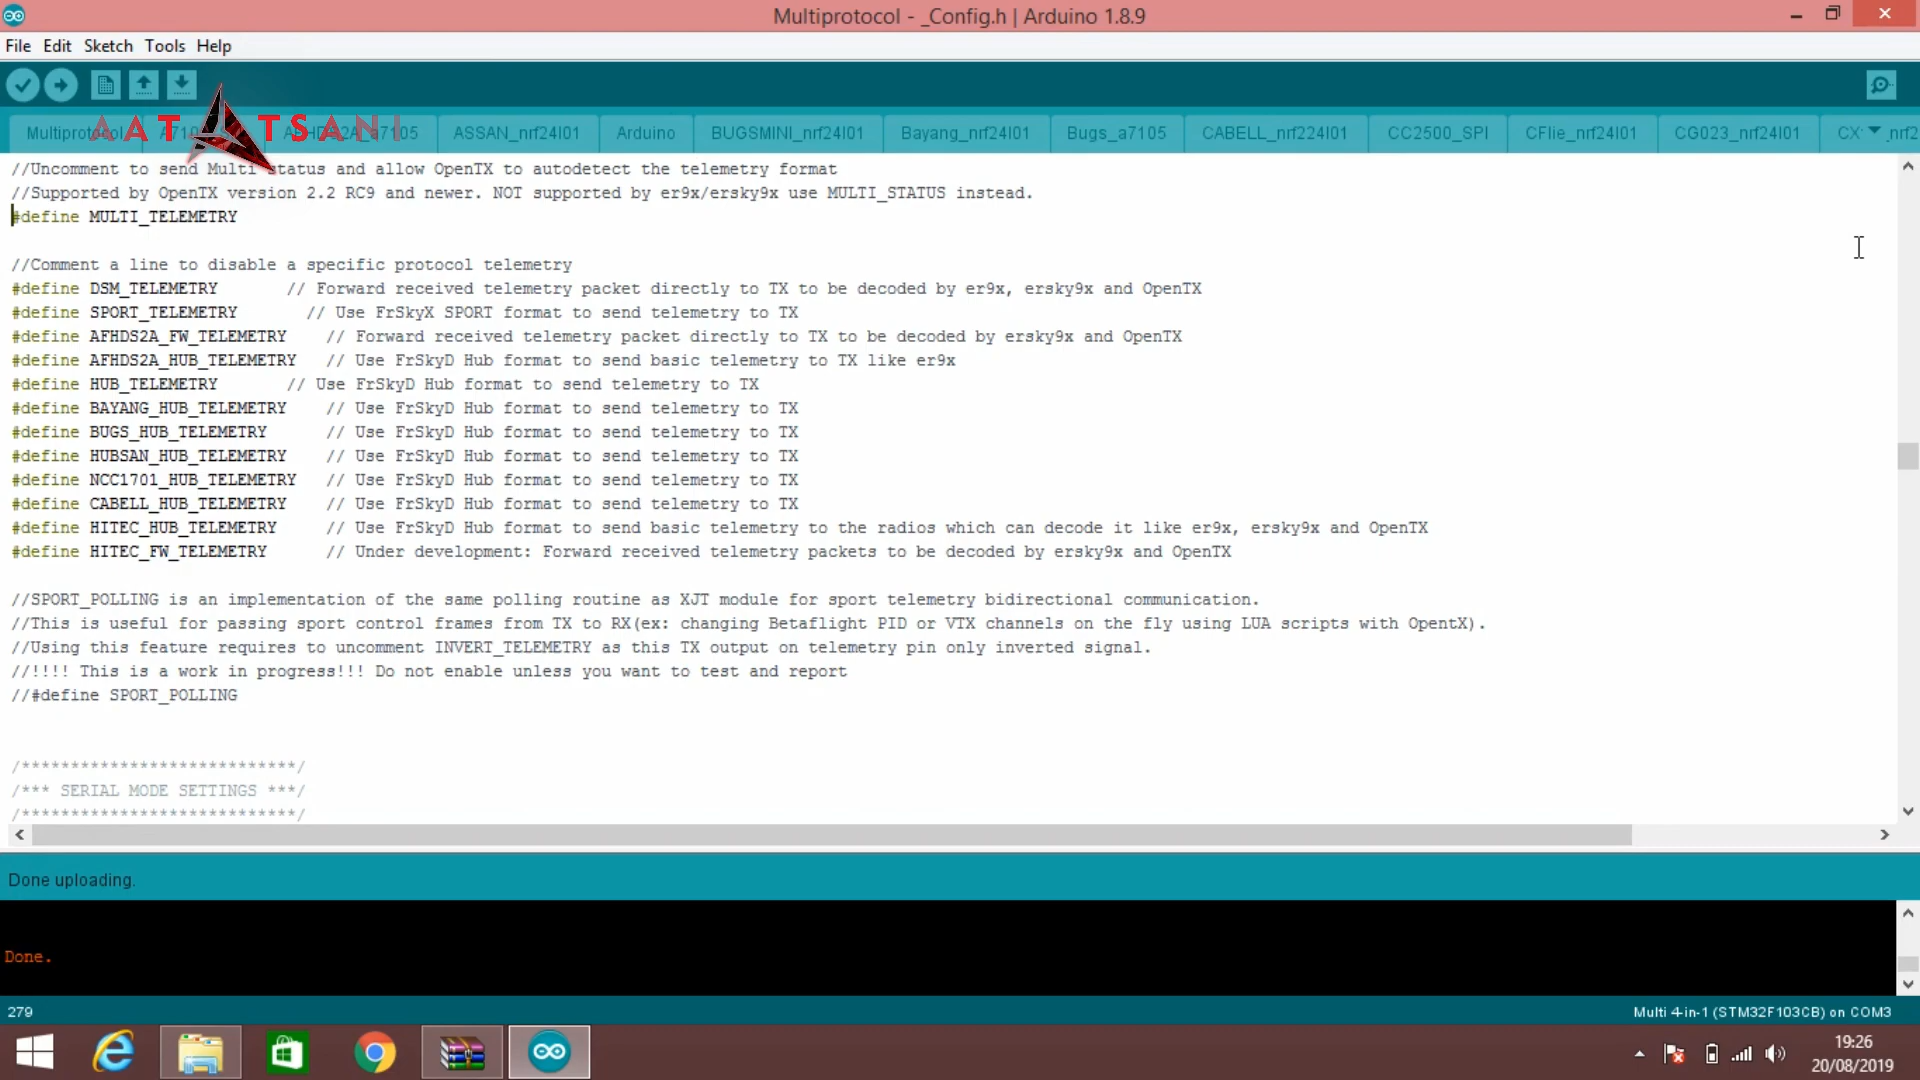 Multiprotocol - _Config.h | Arduino 1.8.9
File Edit Sketch Tools Help
AATATSANI
Multiprotocol ASSAN_nrf24l01 Arduino BUGSMINI_nrf24l01 Bayang_nrf24l01 Bugs_a7105 CABELL_nrf224l01 CC2500_SPI CFlie_nrf24l01 CG023_nrf24l01
//Uncomment to send Multi status and allow OpenTX to autodetect the telemetry format
//Supported by OpenTX version 2.2 RC9 and newer. NOT supported by er9x/ersky9x use MULTI_STATUS instead.
#define MULTI_TELEMETRY
//Comment a line to disable a specific protocol telemetry
#define DSM_TELEMETRY // Forward received telemetry packet directly to TX to be decoded by er9x, ersky9x and OpenTX
#define SPORT_TELEMETRY // Use FrSkyX SPORT format to send telemetry to TX
#define AFHDS2A_FW_TELEMETRY // Forward received telemetry packet directly to TX to be decoded by ersky9x and OpenTX
#define AFHDS2A_HUB_TELEMETRY // Use FrSkyD Hub format to send basic telemetry to TX like er9x
#define HUB_TELEMETRY // Use FrSkyD Hub format to send telemetry to TX
#define BAYANG_HUB_TELEMETRY // Use FrSkyD Hub format to send telemetry to TX
#define BUGS_HUB_TELEMETRY // Use FrSkyD Hub format to send telemetry to TX
#define HUBSAN_HUB_TELEMETRY // Use FrSkyD Hub format to send telemetry to TX
#define NCC1701_HUB_TELEMETRY // Use FrSkyD Hub format to send telemetry to TX
#define CABELL_HUB_TELEMETRY // Use FrSkyD Hub format to send telemetry to TX
#define HITEC_HUB_TELEMETRY // Use FrSkyD Hub format to send basic telemetry to the radios which can decode it like er9x, ersky9x and OpenTX
#define HITEC_FW_TELEMETRY // Under development: Forward received telemetry packets to be decoded by ersky9x and OpenTX
//SPORT_POLLING is an implementation of the same polling routine as XJT module for sport telemetry bidirectional communication.
//This is useful for passing sport control frames from TX to RX(ex: changing Betaflight PID or VTX channels on the fly using LUA scripts with OpentX).
//Using this feature requires to uncomment INVERT_TELEMETRY as this TX output on telemetry pin only inverted signal.
//!!!! This is a work in progress!!! Do not enable unless you want to test and report
//#define SPORT_POLLING
/*****************************/
/*** SERIAL MODE SETTINGS ***/
/*****************************/
Done uploading.
Done.
279
Multi 4-in-1 (STM32F103CB) on COM3
19:26
20/08/2019